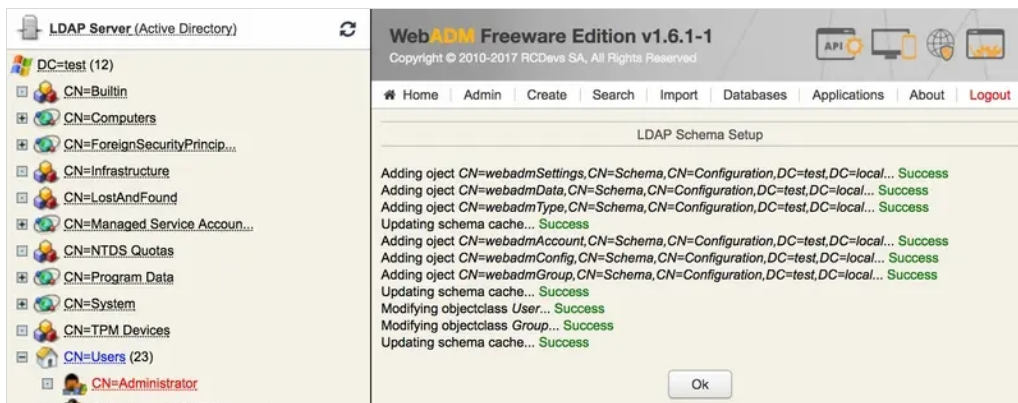 LDAP Server (Active Directory)
DC=test (12)
CN=Builtin
CN=Computers
CN=ForeignSecurityPrincip...
CN=Infrastructure
CN=LostAndFound
CN=Managed Service Accoun...
CN=NTDS Quotas
CN=Program Data
CN=System
CN=TPM Devices
CN=Users (23)
CN=Administrator
WebADM Freeware Edition v1.6.1-1
Copyright © 2010-2017 RCDevs SA, All Rights Reserved
API
Home Admin Create Search Import Databases Applications About Logout
LDAP Schema Setup
Adding oject CN=webadmSettings,CN=Schema,CN=Configuration,DC=test,DC=local... Success
Adding oject CN=webadmData,CN=Schema,CN=Configuration,DC=test,DC=local... Success
Adding oject CN=webadmType,CN=Schema,CN=Configuration,DC=test,DC=local... Success
Updating schema cache... Success
Adding oject CN=webadmAccount,CN=Schema,CN=Configuration,DC=test,DC=local... Success
Adding oject CN=webadmConfig,CN=Schema,CN=Configuration,DC=test,DC=local... Success
Adding oject CN=webadmGroup,CN=Schema,CN=Configuration,DC=test,DC=local... Success
Updating schema cache... Success
Modifying objectclass User... Success
Modifying objectclass Group... Success
Updating schema cache... Success
Ok